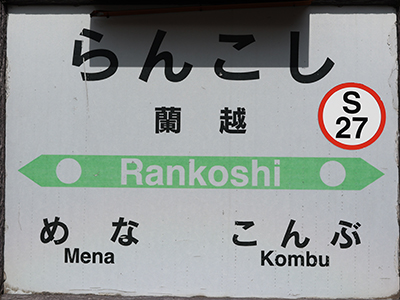 らんこし
蘭越
S
27
Rankoshi
めな こんぶ
Mena Kombu